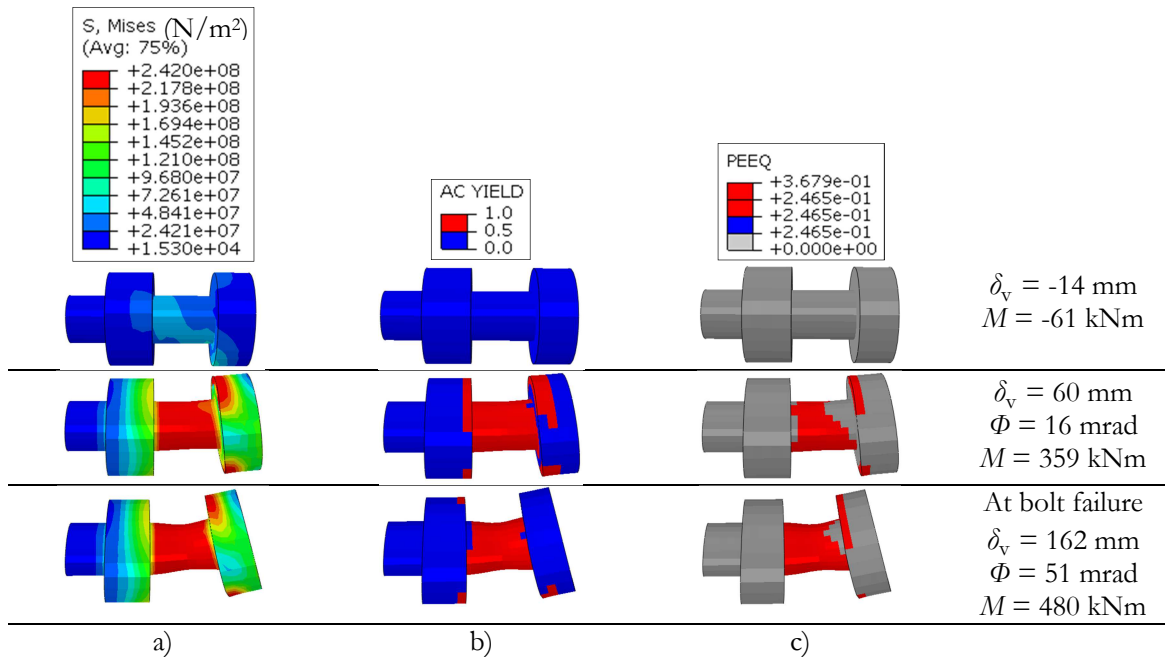 S, Mises (N/m²)
(Avg: 75%)
+2.420e+08
+2.178e+08
+1.936e+08
+1.694e+08
+1.452e+08
+1.210e+08
+9.680e+07
+7.261e+07
+4.841e+07
+2.421e+07
+1.530e+04
AC YIELD
1.0
0.5
0.0
PEEQ
+3.679e-01
+2.465e-01
+2.465e-01
+2.465e-01
+0.000e+00
δv = -14 mm
M = -61 kNm
δv = 60 mm
Φ = 16 mrad
M = 359 kNm
At bolt failure
δv = 162 mm
Φ = 51 mrad
M = 480 kNm
a) b) c)